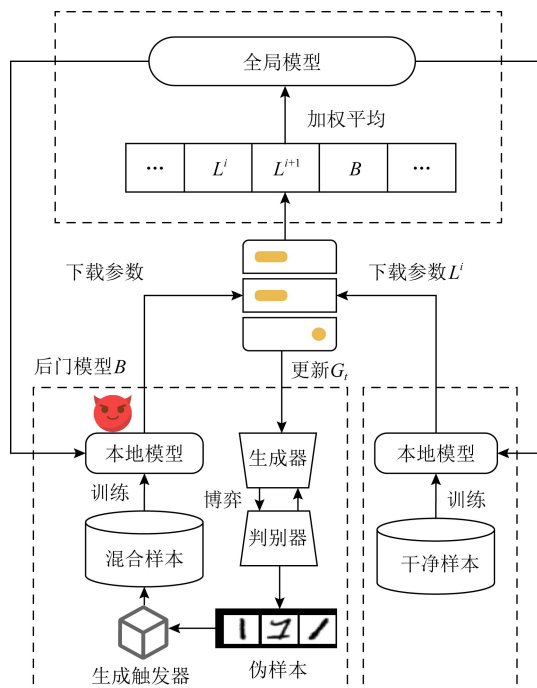 全局模型
加权平均
… Lⁱ Lⁱ⁺¹ B …
下载参数
下载参数Lⁱ
后门模型B
更新Gₜ
本地模型
生成器
本地模型
训练
博弈
训练
混合样本
判别器
干净样本
生成触发器
伪样本